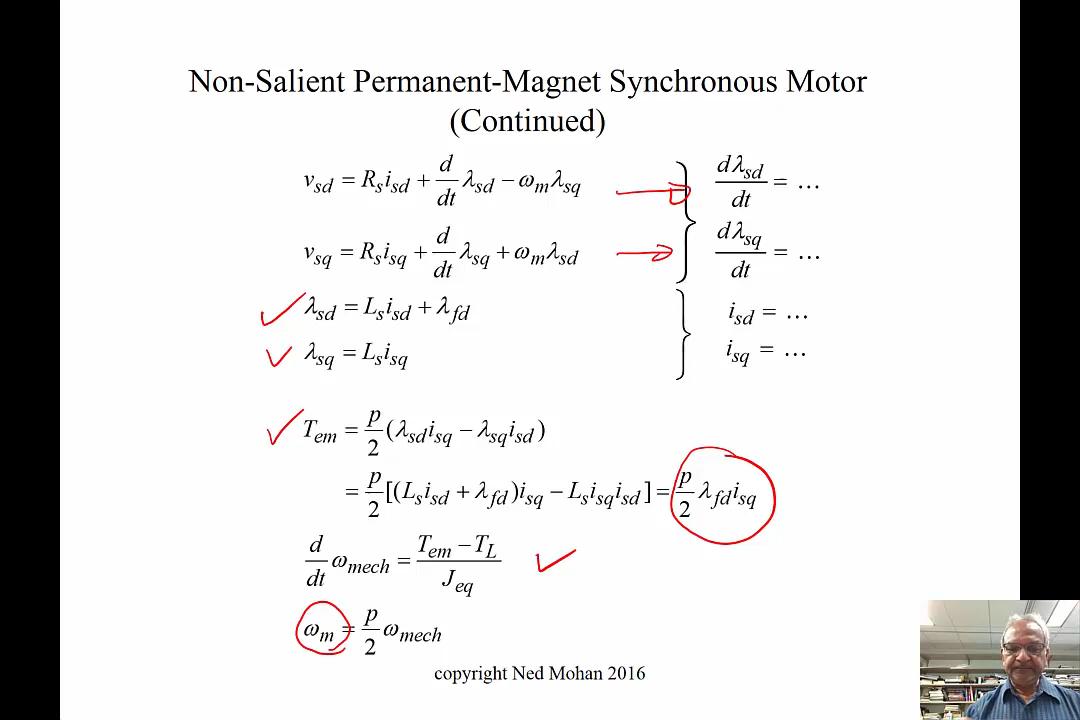 Non-Salient Permanent-Magnet Synchronous Motor
(Continued)
v_sd = R_s i_sd + d/dt λ_sd − ω_m λ_sq
dλ_sd/dt = …
v_sq = R_s i_sq + d/dt λ_sq + ω_m λ_sd
dλ_sq/dt = …
λ_sd = L_s i_sd + λ_fd
i_sd = …
λ_sq = L_s i_sq
i_sq = …
T_em = p/2 (λ_sd i_sq − λ_sq i_sd)
= p/2 [(L_s i_sd + λ_fd) i_sq − L_s i_sq i_sd] = p/2 λ_fd i_sq
d/dt ω_mech = (T_em − T_L)/J_eq
ω_m = p/2 ω_mech
copyright Ned Mohan 2016